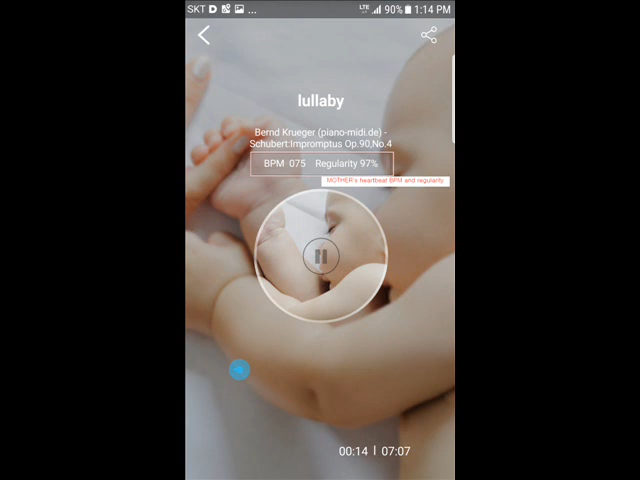 SKT ... LTE 90% 1:14 PM
lullaby
Bernd Krueger (piano-midi.de) -
Schubert:Impromptus Op.90,No.4
BPM 075 Regularity 97%
MOTHER's heartbeat BPM and regularity
00:14 | 07:07